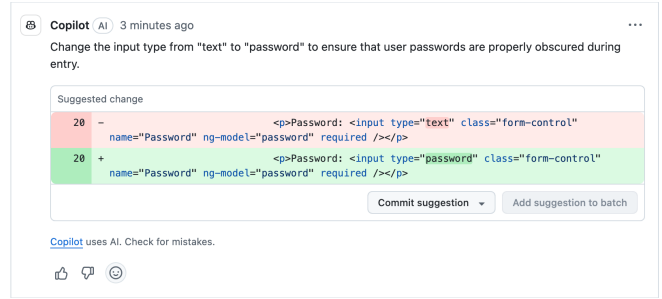 Copilot AI 3 minutes ago
Change the input type from "text" to "password" to ensure that user passwords are properly obscured during
entry.
Suggested change
20 - <p>Password: <input type="text" class="form-control"
name="Password" ng-model="password" required /></p>
20 + <p>Password: <input type="password" class="form-control"
name="Password" ng-model="password" required /></p>
Commit suggestion
Add suggestion to batch
Copilot uses AI. Check for mistakes.